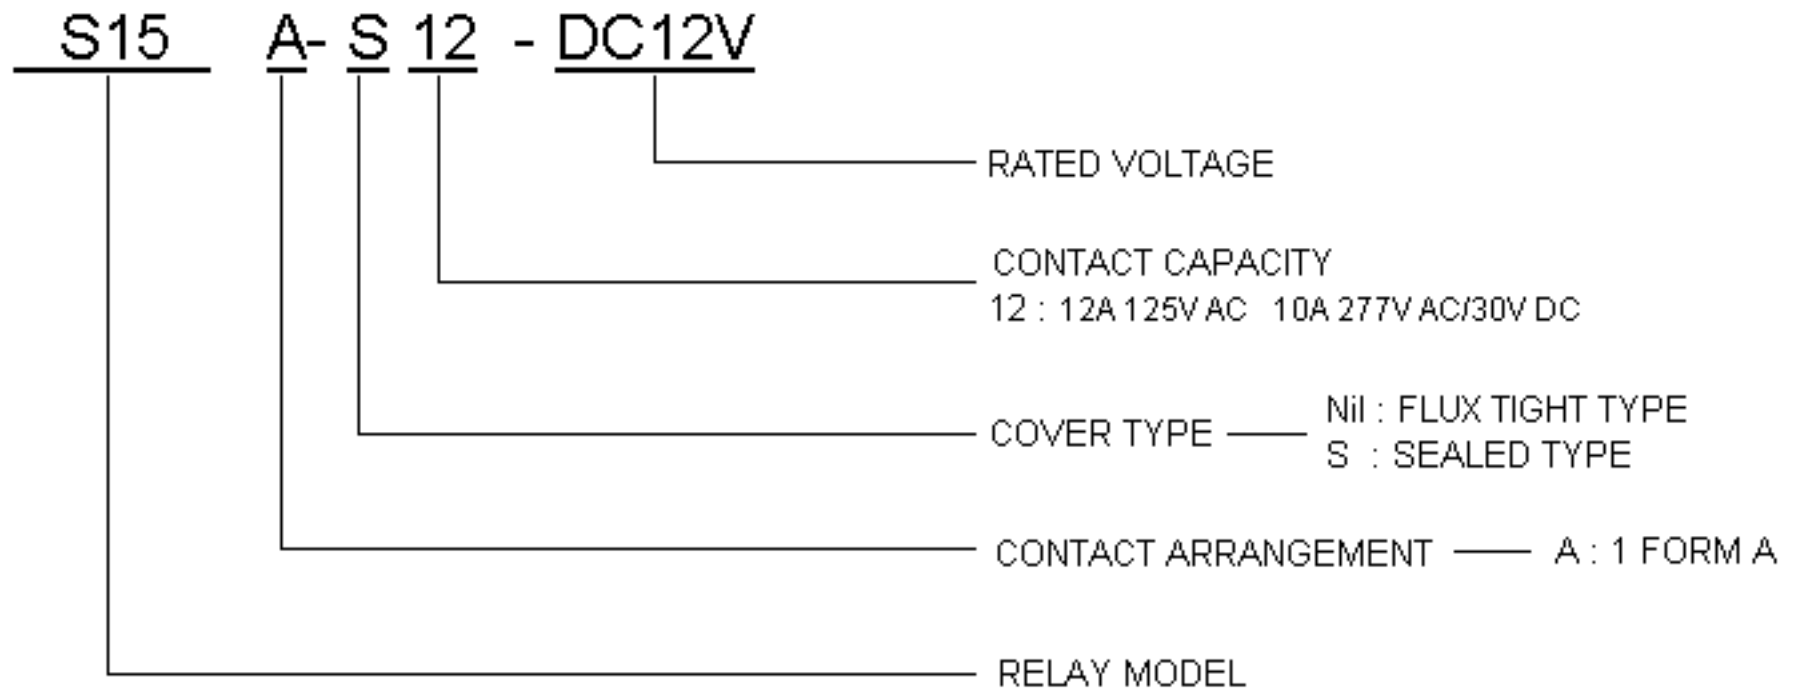 S15 A- S 12 - DC12V
RATED VOLTAGE
CONTACT CAPACITY
12 : 12A 125V AC 10A 277V AC/30V DC
COVER TYPE
Nil : FLUX TIGHT TYPE
S : SEALED TYPE
CONTACT ARRANGEMENT A : 1 FORM A
RELAY MODEL